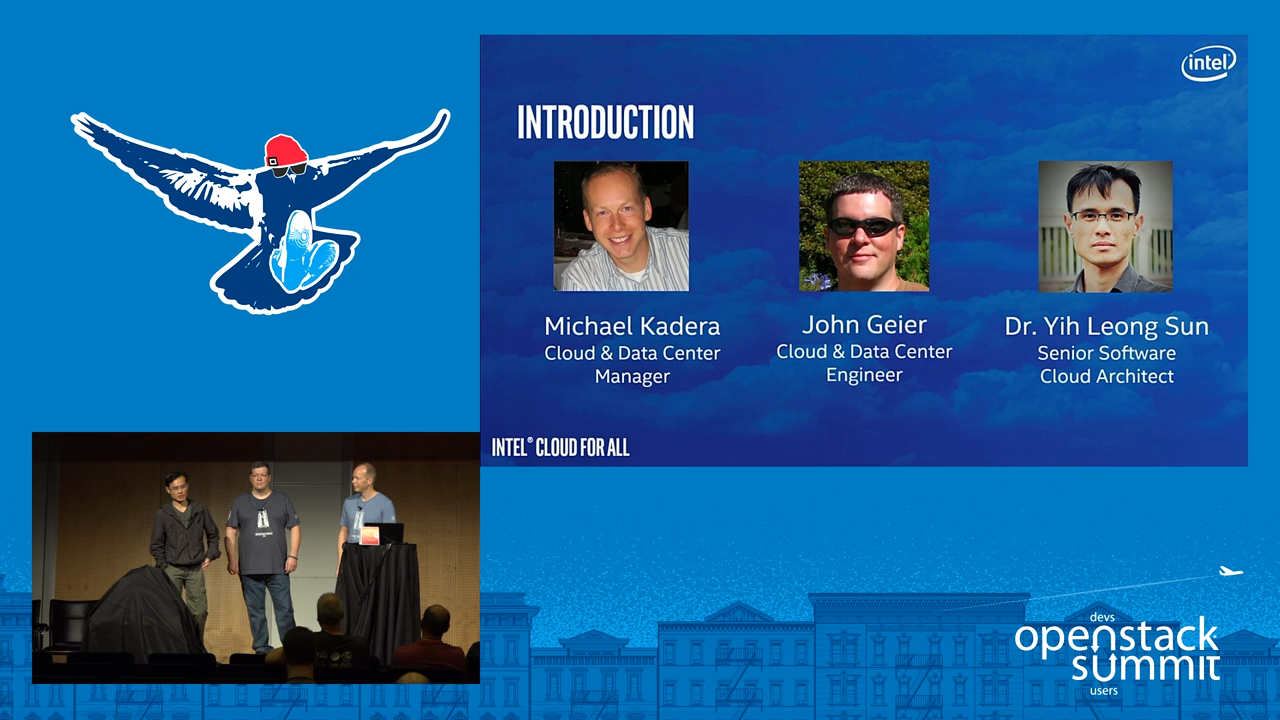 intel
INTRODUCTION
Michael Kadera
Cloud & Data Center
Manager
John Geier
Cloud & Data Center
Engineer
Dr. Yih Leong Sun
Senior Software
Cloud Architect
INTEL® CLOUD FOR ALL
devs
openstack
summit
users